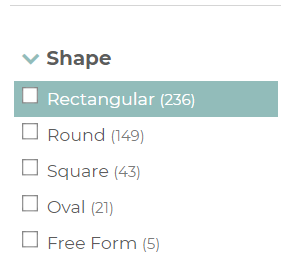 Shape
Rectangular (236)
Round (149)
Square (43)
Oval (21)
Free Form (5)